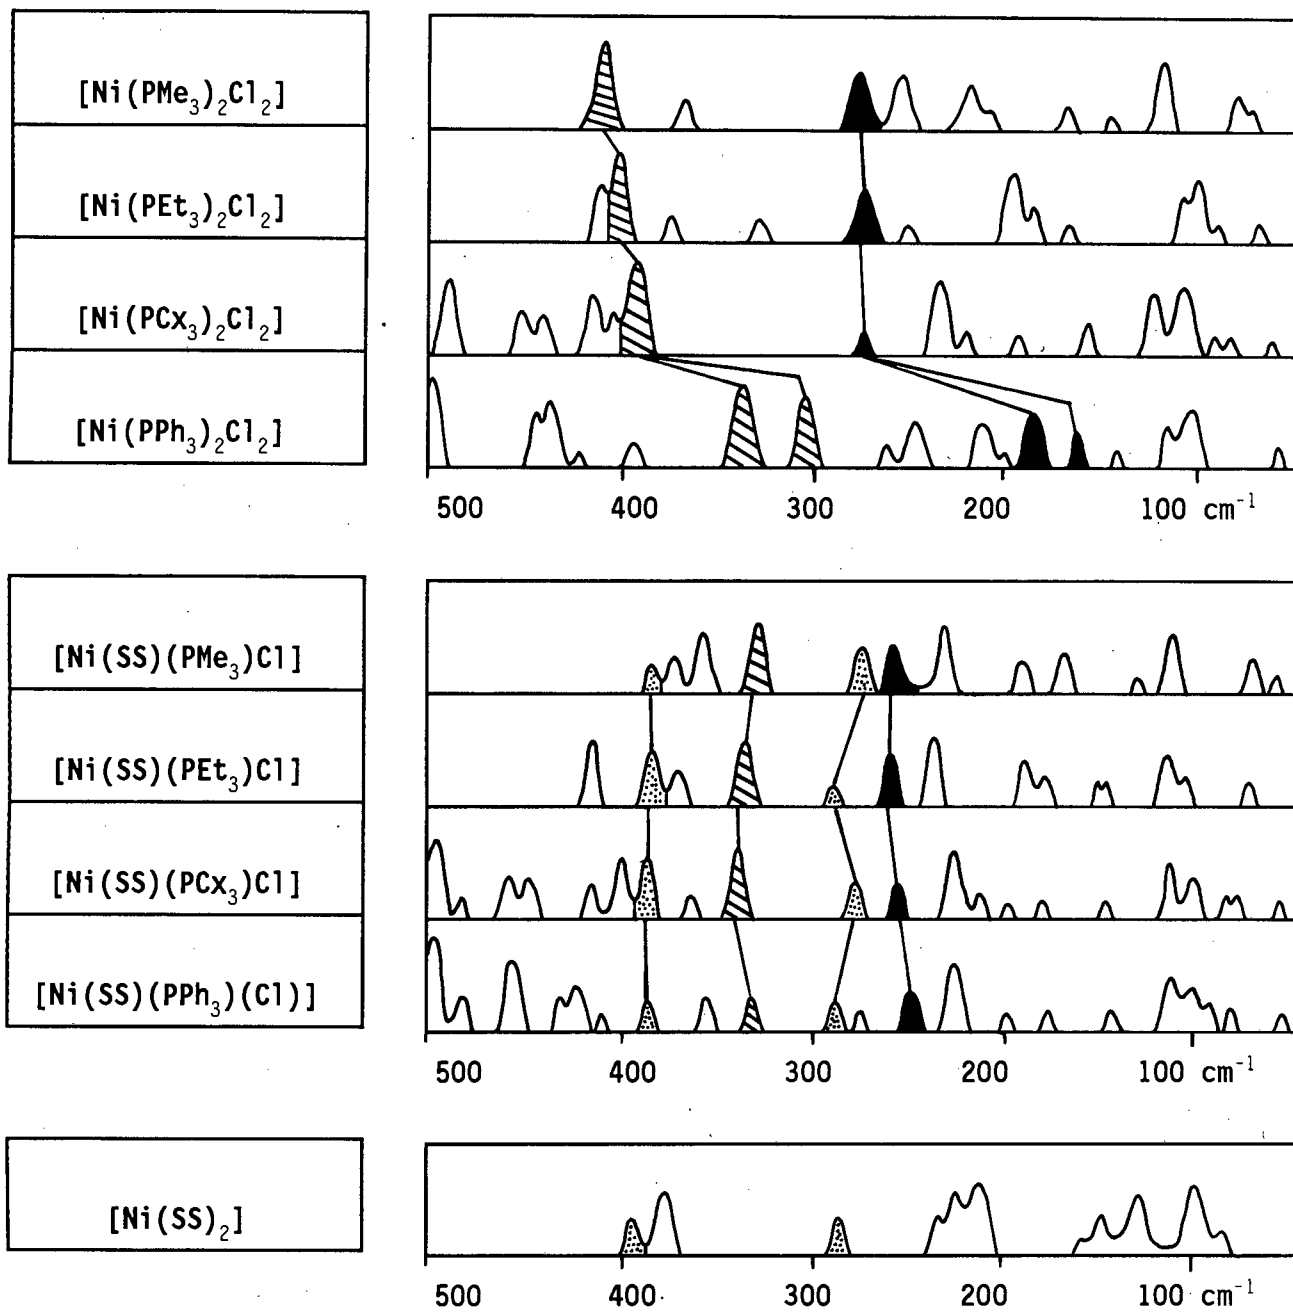 [Ni(PMe₃)₂Cl₂]
[Ni(PEt₃)₂Cl₂]
[Ni(PCx₃)₂Cl₂]
[Ni(PPh₃)₂Cl₂]
500 400 300 200 100 cm⁻¹
[Ni(SS)(PMe₃)Cl]
[Ni(SS)(PEt₃)Cl]
[Ni(SS)(PCx₃)Cl]
[Ni(SS)(PPh₃)(Cl)]
500 400 300 200 100 cm⁻¹
[Ni(SS)₂]
500 400 300 200 100 cm⁻¹